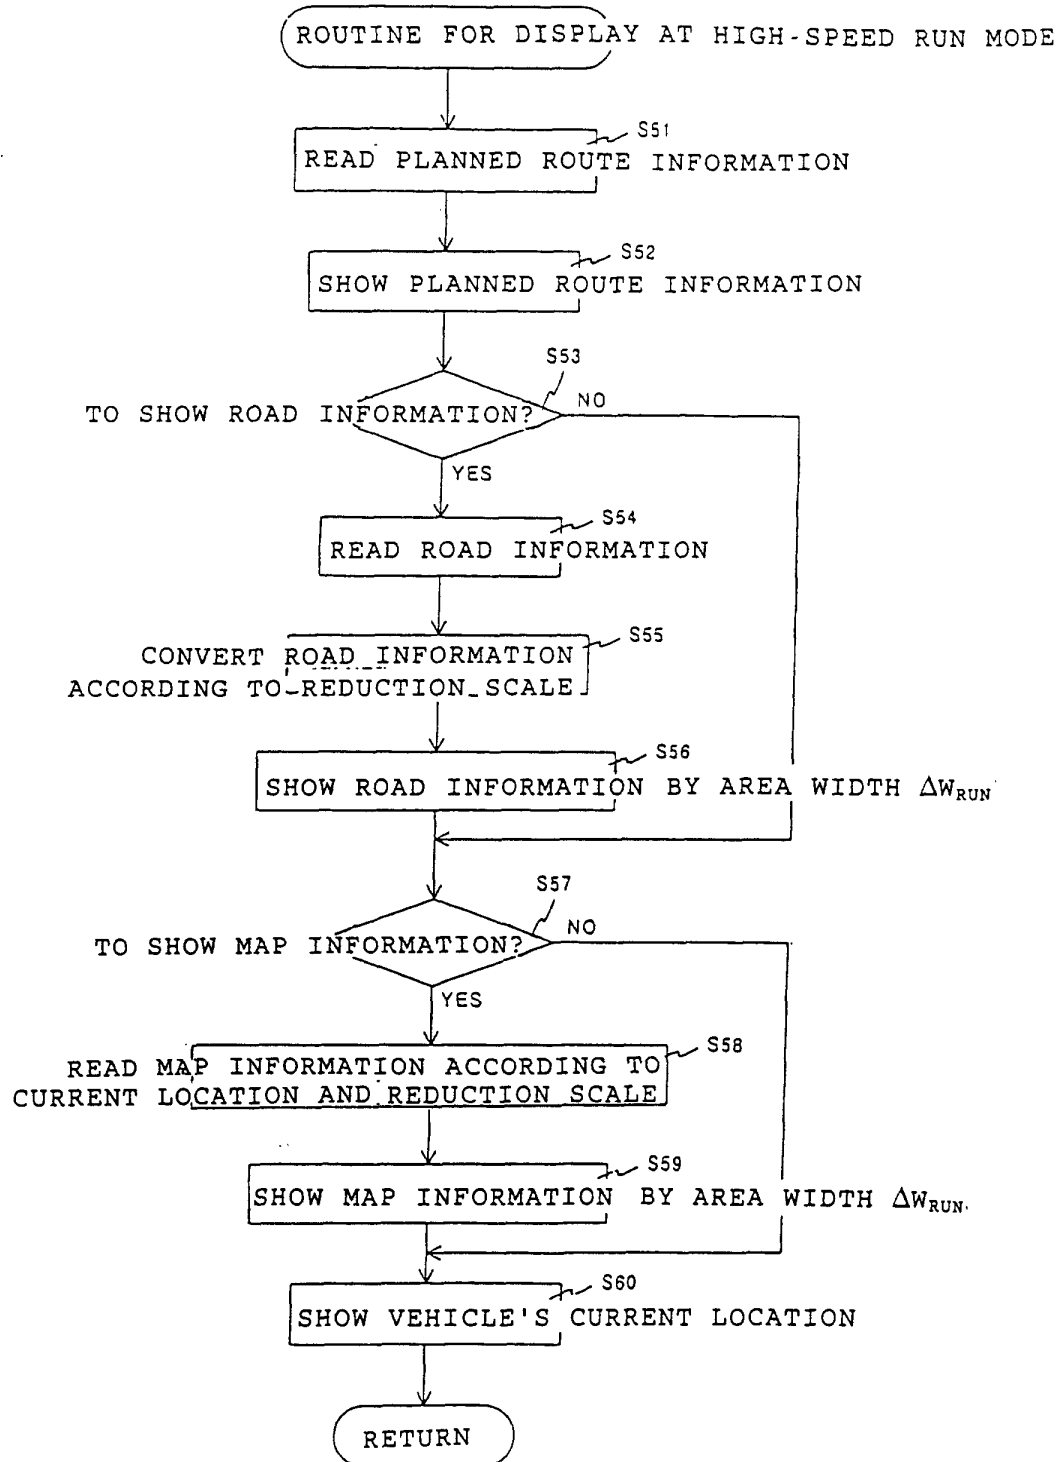 ROUTINE FOR DISPLAY AT HIGH-SPEED RUN MODE
S51
READ PLANNED ROUTE INFORMATION
S52
SHOW PLANNED ROUTE INFORMATION
S53
TO SHOW ROAD INFORMATION?
NO
YES
S54
READ ROAD INFORMATION
S55
CONVERT ROAD INFORMATION
ACCORDING TO REDUCTION SCALE
S56
SHOW ROAD INFORMATION BY AREA WIDTH ΔW_RUN
S57
TO SHOW MAP INFORMATION?
NO
YES
S58
READ MAP INFORMATION ACCORDING TO
CURRENT LOCATION AND REDUCTION SCALE
S59
SHOW MAP INFORMATION BY AREA WIDTH ΔW_RUN
S60
SHOW VEHICLE'S CURRENT LOCATION
RETURN